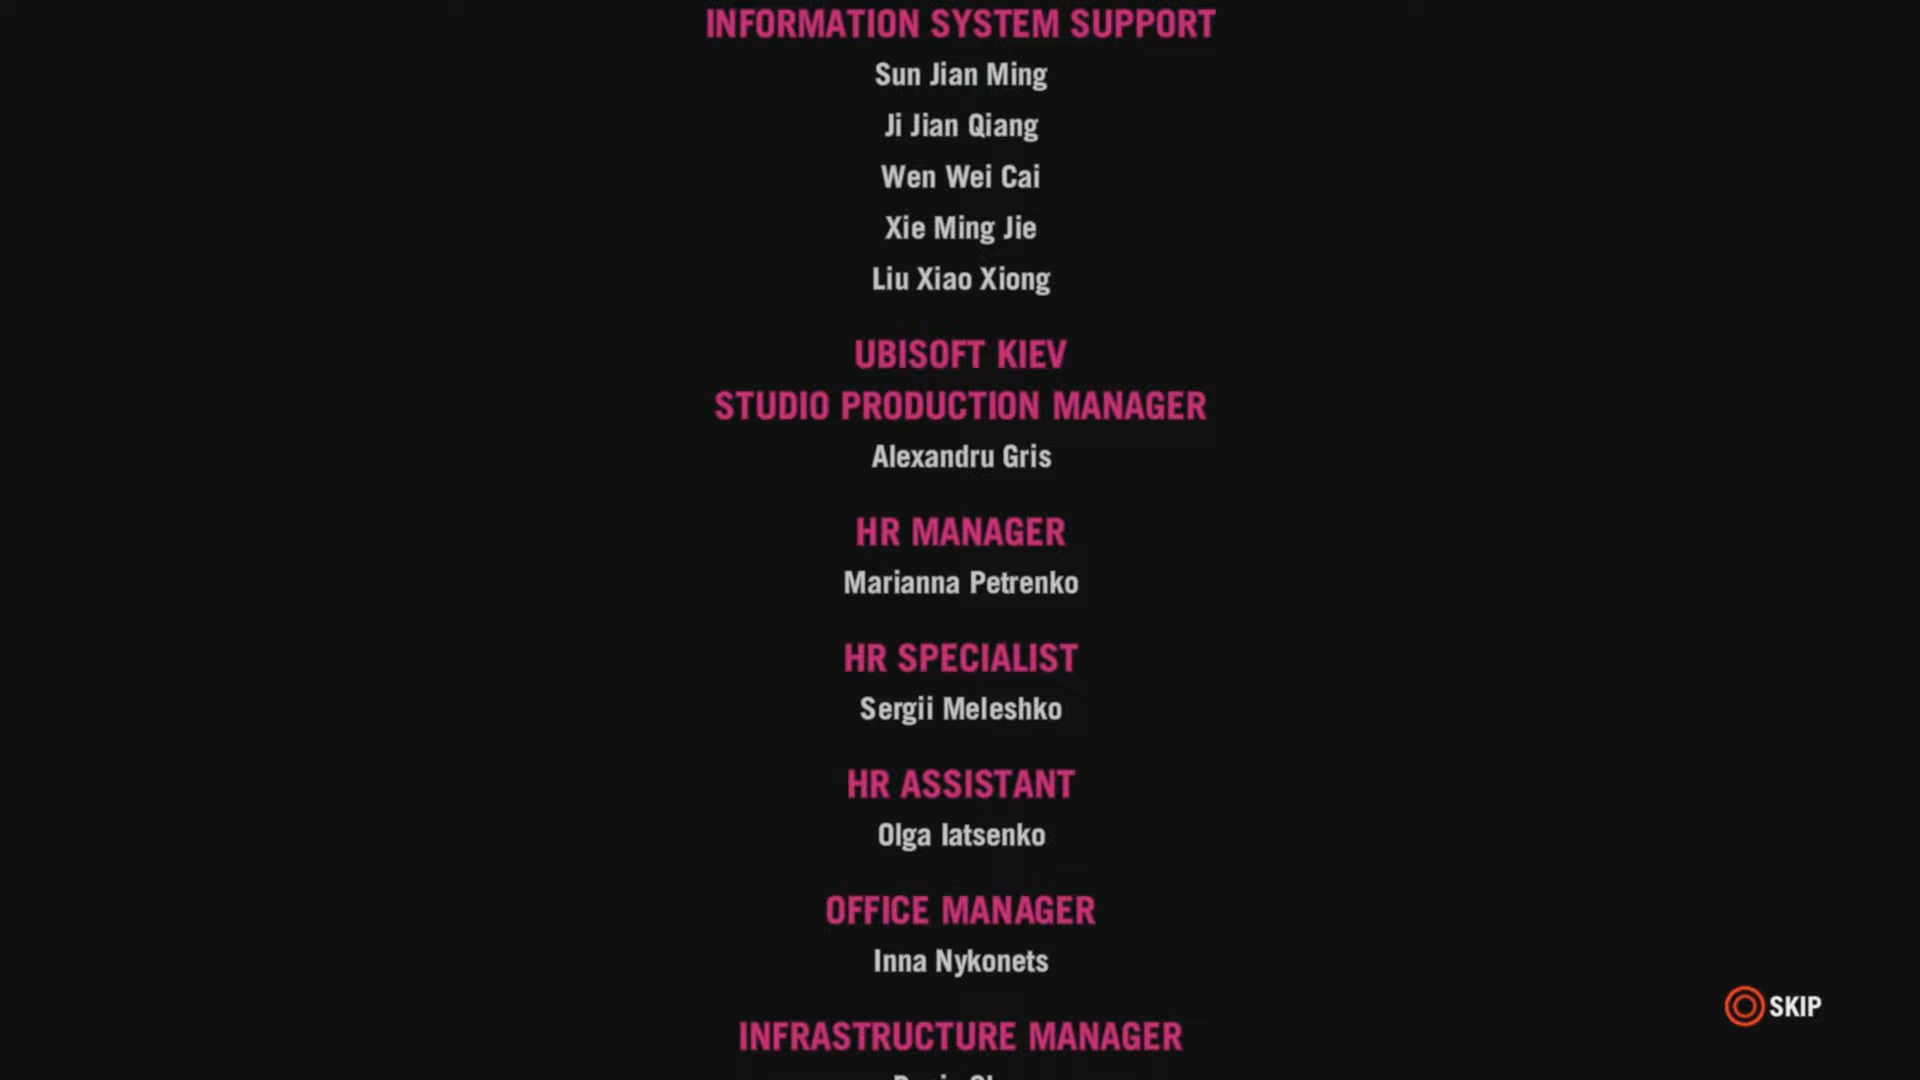 INFORMATION SYSTEM SUPPORT
Sun Jian Ming
Ji Jian Qiang
Wen Wei Cai
Xie Ming Jie
Liu Xiao Xiong
UBISOFT KIEV
STUDIO PRODUCTION MANAGER
Alexandru Gris
HR MANAGER
Marianna Petrenko
HR SPECIALIST
Sergii Meleshko
HR ASSISTANT
Olga Iatsenko
OFFICE MANAGER
Inna Nykonets
SKIP
INFRASTRUCTURE MANAGER